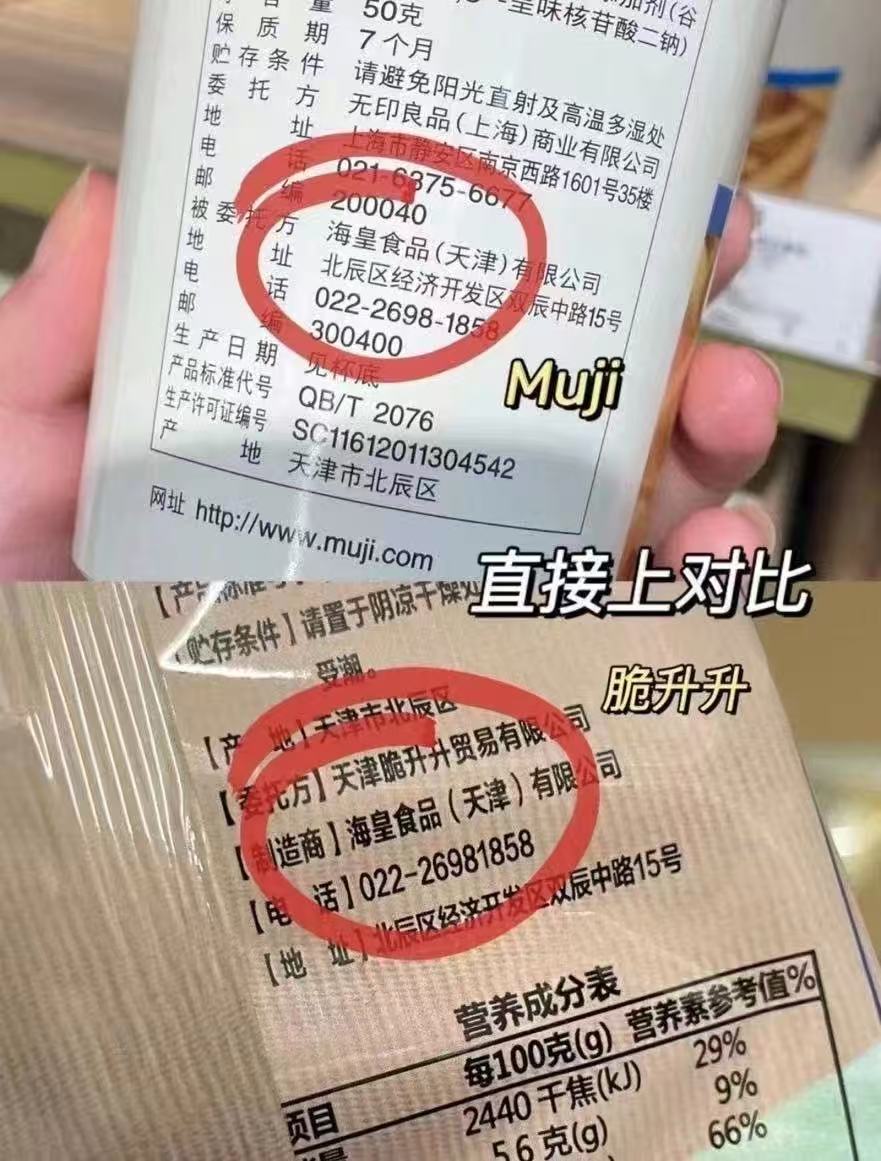 加剂(谷
-呈味核苷酸二钠)
量 50克
保质期 7个月
贮存条件 请避免阳光直射及高温多湿处
委托方 无印良品(上海)商业有限公司
地址 上海市静安区南京西路1601号35楼
电话 021-6375-6677
邮编 200040
被委托方 海皇食品(天津)有限公司
地址 北辰区经济开发区双辰中路15号
电话 022-2698-1858
邮编 300400
生产日期 见杯底
产品标准代号 QB/T 2076
生产许可证编号 SC11612011304542
产地 天津市北辰区
Muji
网址 http://www.muji.com
直接上对比
【贮存条件】请置于阴凉干燥处
受潮。
脆升升
【产地】天津市北辰区
【委托方】天津脆升升贸易有限公司
【制造商】海皇食品(天津)有限公司
【电话】022-26981858
【地址】北辰区经济开发区双辰中路15号
营养成分表
项目 每100克(g) 营养素参考值%
2440千焦(kJ) 29%
5.6克(g) 9%
66%